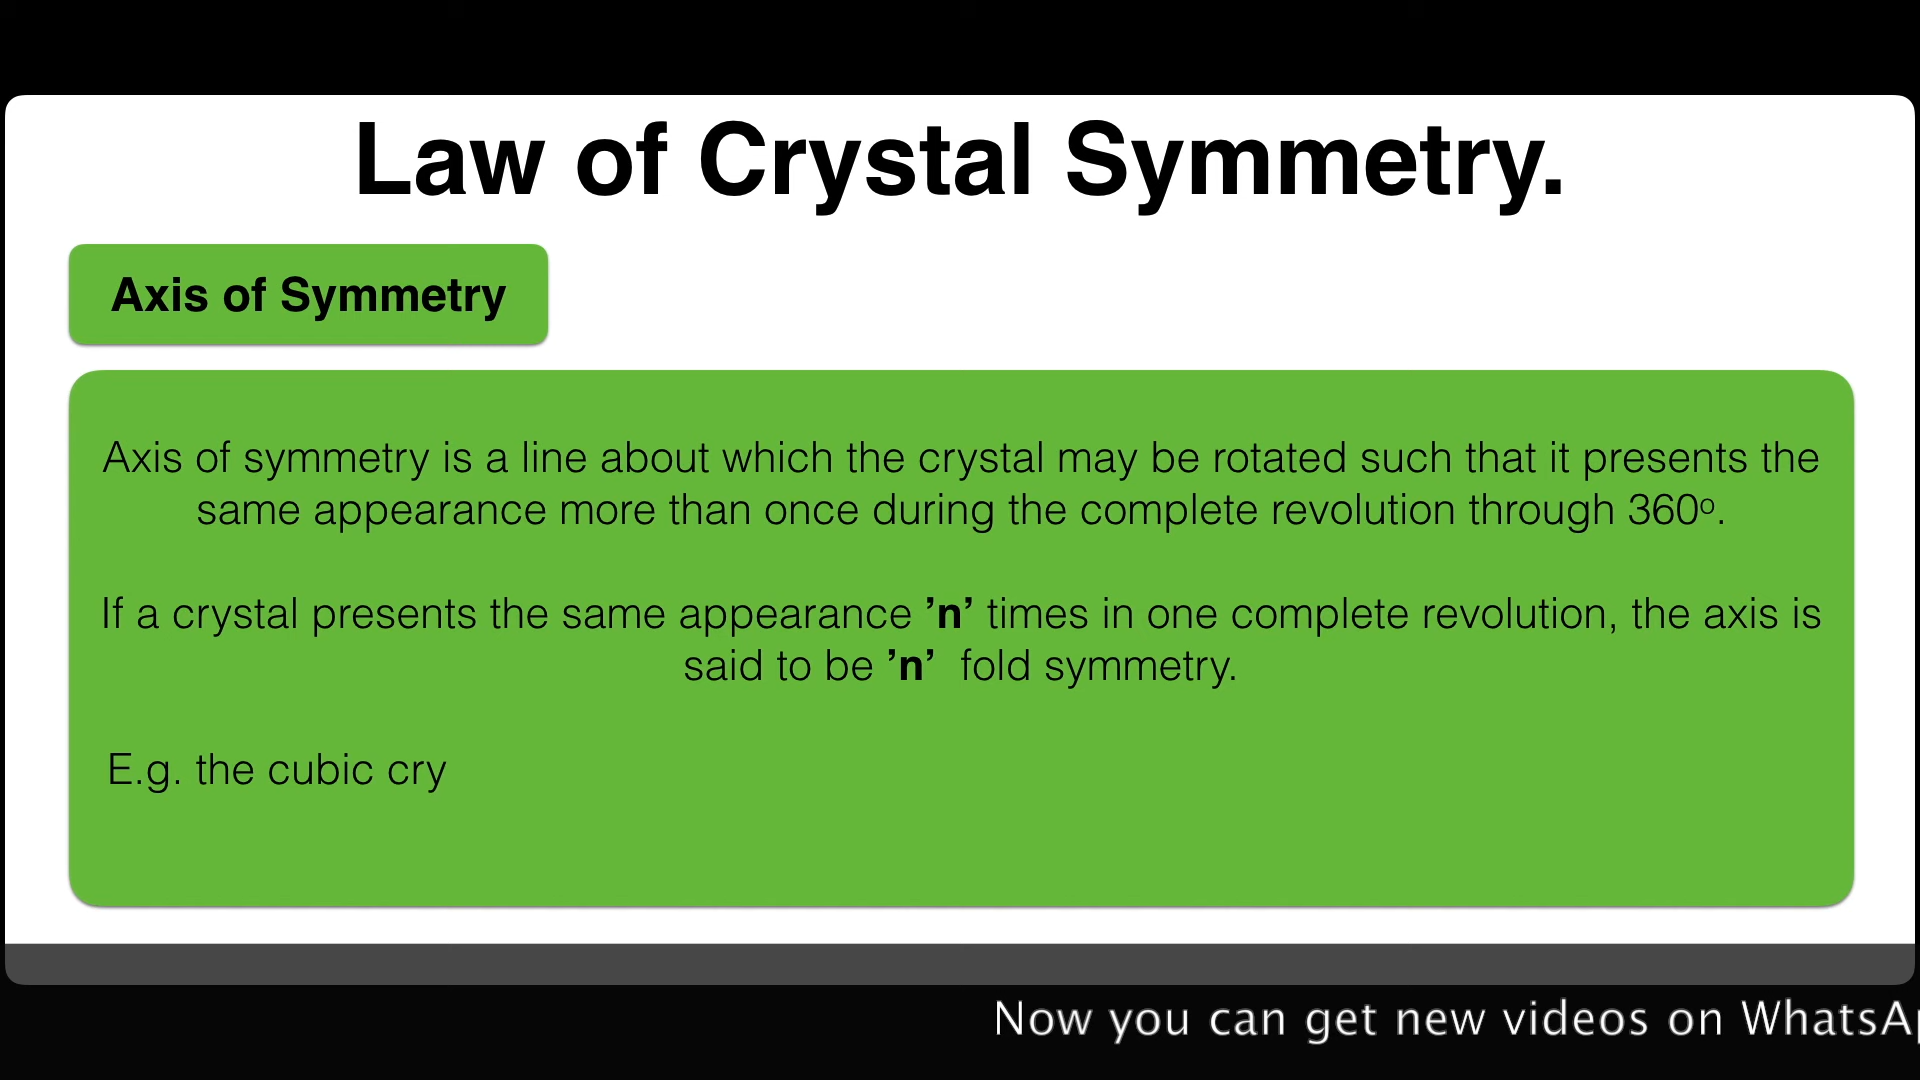 Law of Crystal Symmetry.
Axis of Symmetry
Axis of symmetry is a line about which the crystal may be rotated such that it presents the
same appearance more than once during the complete revolution through 360º.
If a crystal presents the same appearance ’n’ times in one complete revolution, the axis is
said to be ’n’ fold symmetry.
E.g. the cubic cry
Now you can get new videos on WhatsAp